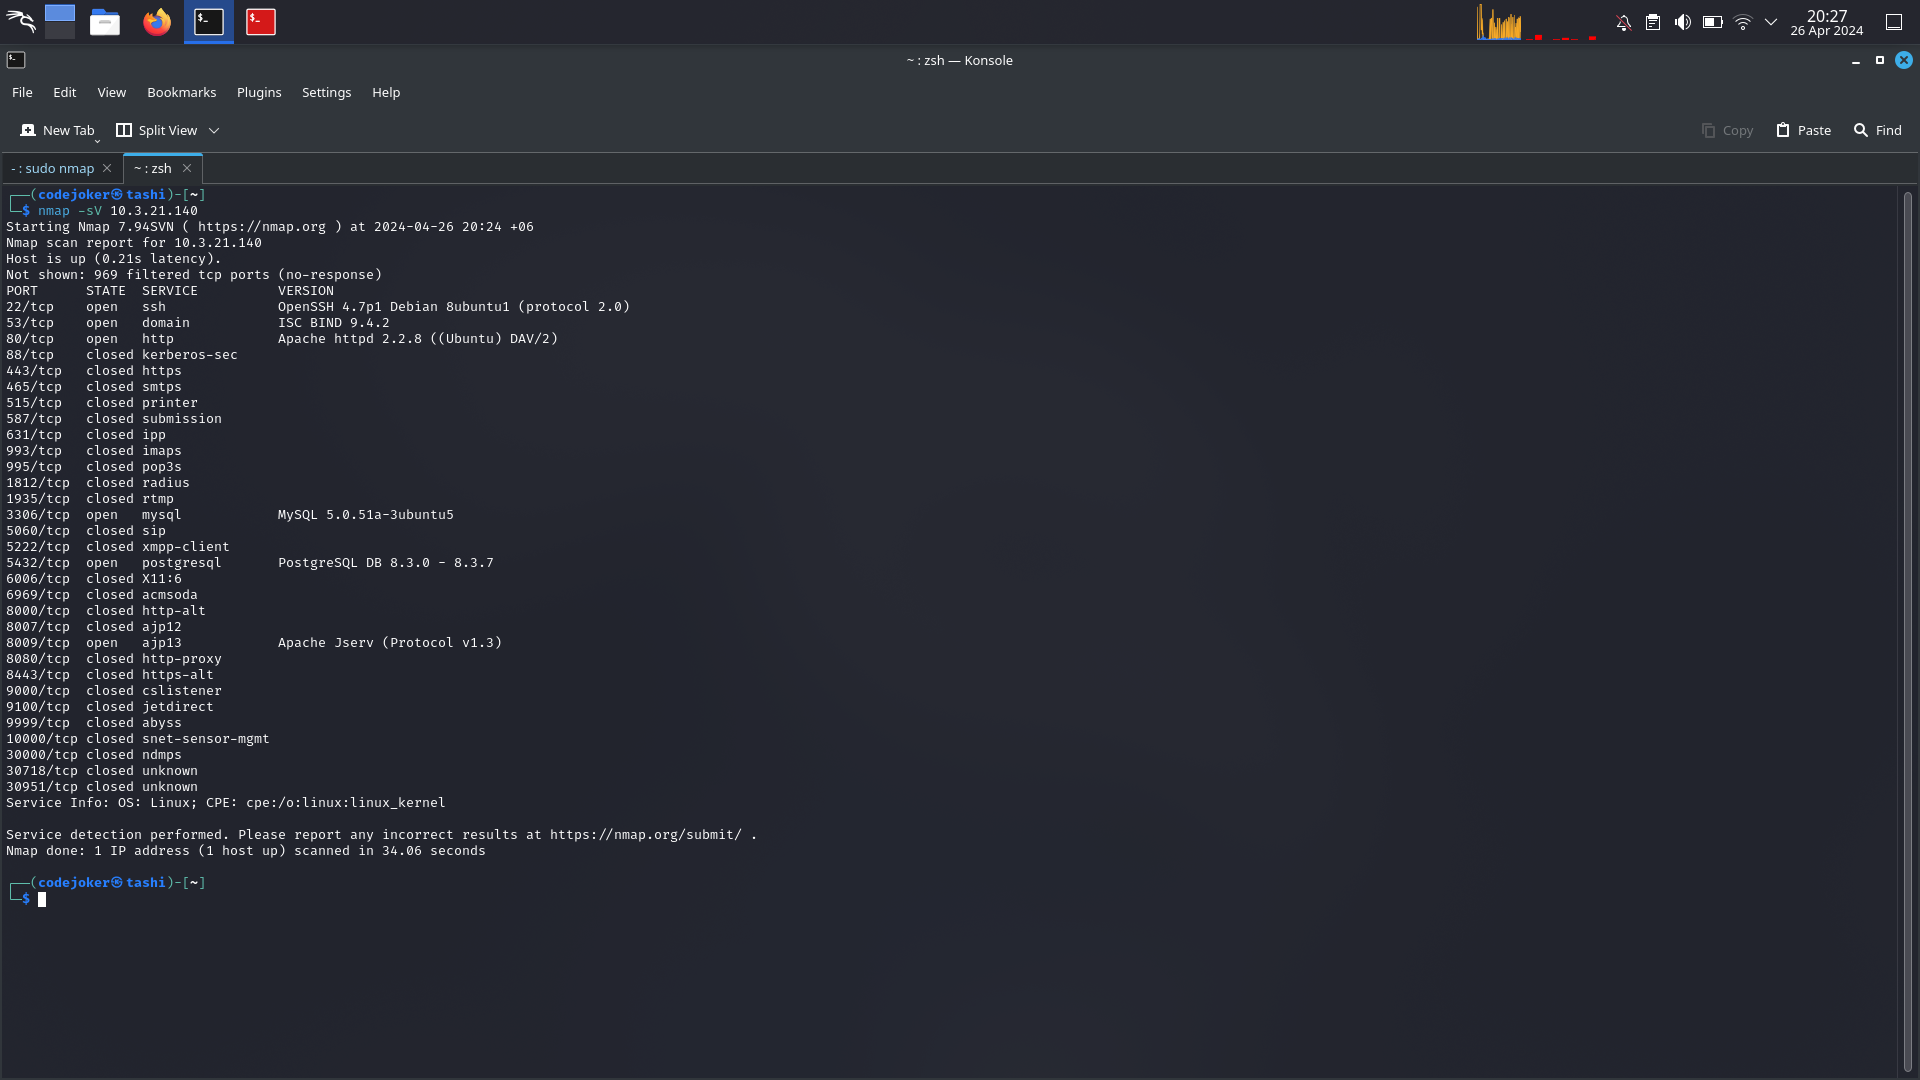 20:27
26 Apr 2024
~ : zsh — Konsole
File Edit View Bookmarks Plugins Settings Help
New Tab Split View Copy Paste Find
- : sudo nmap ~ : zsh
┌──(codejoker㉿tashi)-[~]
└─$ nmap -sV 10.3.21.140
Starting Nmap 7.94SVN ( https://nmap.org ) at 2024-04-26 20:24 +06
Nmap scan report for 10.3.21.140
Host is up (0.21s latency).
Not shown: 969 filtered tcp ports (no-response)
PORT      STATE  SERVICE          VERSION
22/tcp    open   ssh              OpenSSH 4.7p1 Debian 8ubuntu1 (protocol 2.0)
53/tcp    open   domain           ISC BIND 9.4.2
80/tcp    open   http             Apache httpd 2.2.8 ((Ubuntu) DAV/2)
88/tcp    closed kerberos-sec
443/tcp   closed https
465/tcp   closed smtps
515/tcp   closed printer
587/tcp   closed submission
631/tcp   closed ipp
993/tcp   closed imaps
995/tcp   closed pop3s
1812/tcp  closed radius
1935/tcp  closed rtmp
3306/tcp  open   mysql            MySQL 5.0.51a-3ubuntu5
5060/tcp  closed sip
5222/tcp  closed xmpp-client
5432/tcp  open   postgresql       PostgreSQL DB 8.3.0 - 8.3.7
6006/tcp  closed X11:6
6969/tcp  closed acmsoda
8000/tcp  closed http-alt
8007/tcp  closed ajp12
8009/tcp  open   ajp13            Apache Jserv (Protocol v1.3)
8080/tcp  closed http-proxy
8443/tcp  closed https-alt
9000/tcp  closed cslistener
9100/tcp  closed jetdirect
9999/tcp  closed abyss
10000/tcp closed snet-sensor-mgmt
30000/tcp closed ndmps
30718/tcp closed unknown
30951/tcp closed unknown
Service Info: OS: Linux; CPE: cpe:/o:linux:linux_kernel
Service detection performed. Please report any incorrect results at https://nmap.org/submit/ .
Nmap done: 1 IP address (1 host up) scanned in 34.06 seconds
┌──(codejoker㉿tashi)-[~]
└─$